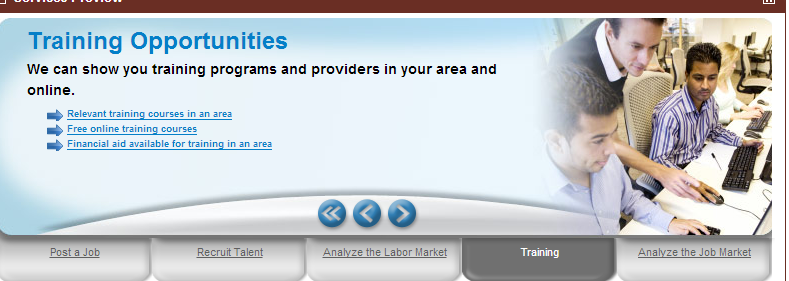 Services Preview
Training Opportunities
We can show you training programs and providers in your area and
online.
Relevant training courses in an area
Free online training courses
Financial aid available for training in an area
Post a Job
Recruit Talent
Analyze the Labor Market
Training
Analyze the Job Market